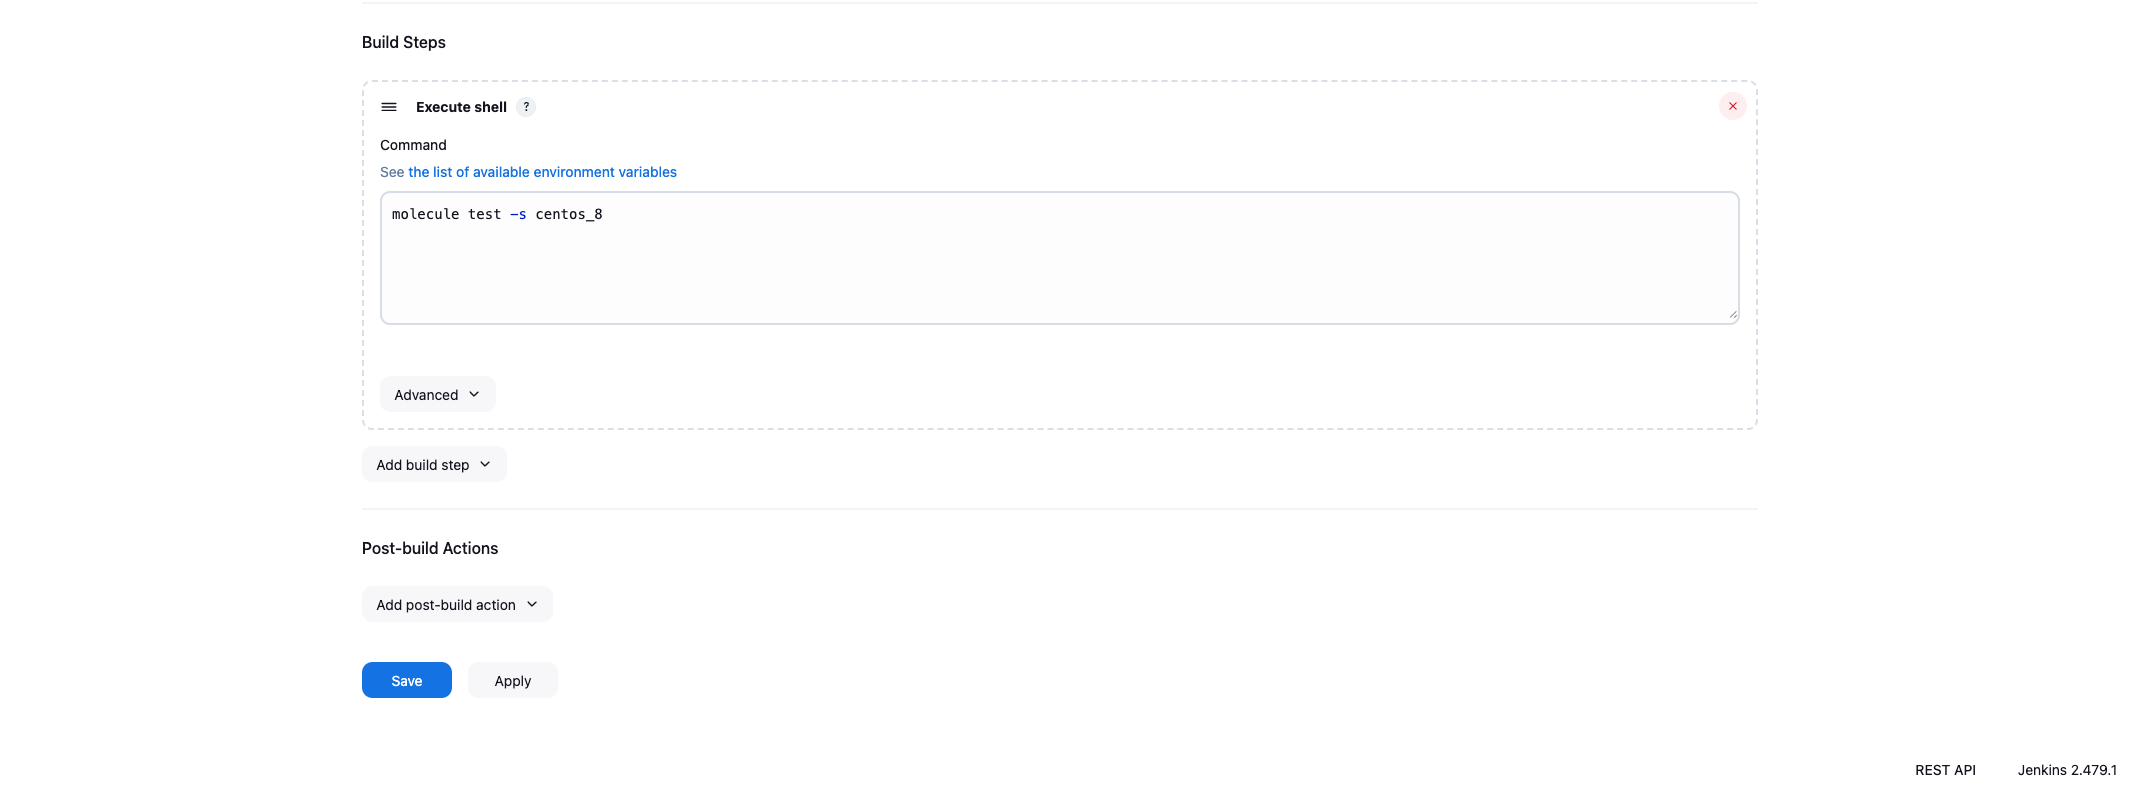 Build Steps
Execute shell ?
Command
See the list of available environment variables
molecule test -s centos_8
Advanced
Add build step
Post-build Actions
Add post-build action
Save Apply
REST API Jenkins 2.479.1